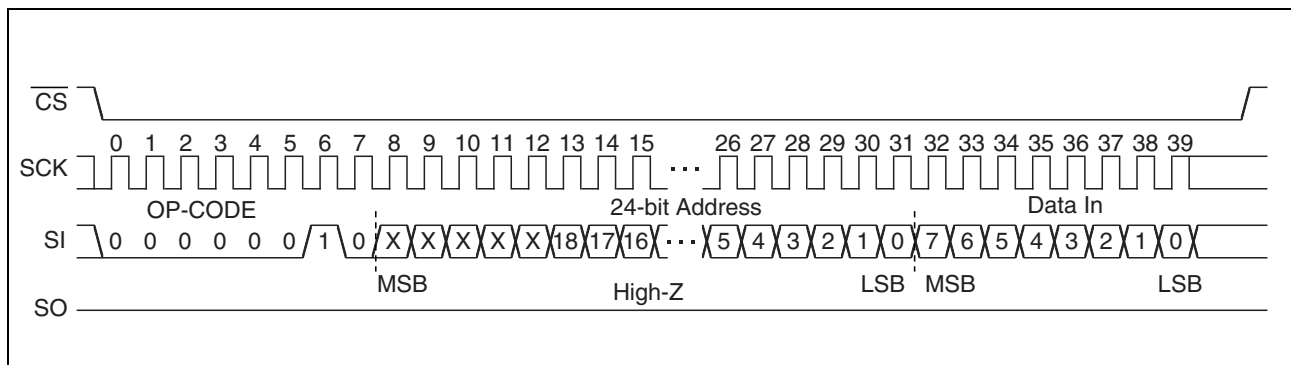 CS
0 1 2 3 4 5 6 7 8 9 10 11 12 13 14 15 26 27 28 29 30 31 32 33 34 35 36 37 38 39
SCK ···
OP-CODE 24-bit Address Data In
SI 0 0 0 0 0 0 1 0 X X X X X 18 17 16 ··· 5 4 3 2 1 0 7 6 5 4 3 2 1 0
MSB High-Z LSB MSB LSB
SO